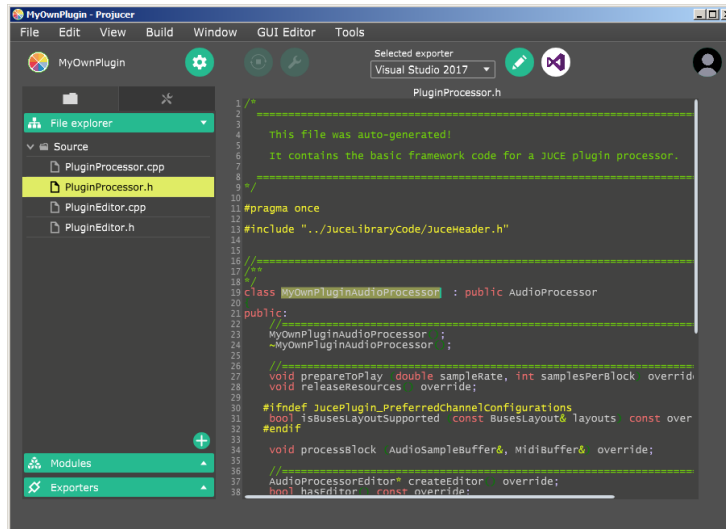 MyOwnPlugin - Projucer
File Edit View Build Window GUI Editor Tools
MyOwnPlugin
Selected exporter
Visual Studio 2017
PluginProcessor.h
File explorer
Source
PluginProcessor.cpp
PluginProcessor.h
PluginEditor.cpp
PluginEditor.h
Modules
Exporters
1 /*
2 ==============================================================================
3
4 This file was auto-generated!
5
6 It contains the basic framework code for a JUCE plugin processor.
7
8 ==============================================================================
9 */
10
11 #pragma once
12
13 #include "../JuceLibraryCode/JuceHeader.h"
14
15
16 //==============================================================================
17 /**
18 */
19 class MyOwnPluginAudioProcessor : public AudioProcessor
20 {
21 public:
22 //==============================================================================
23 MyOwnPluginAudioProcessor();
24 ~MyOwnPluginAudioProcessor();
25
26 //==============================================================================
27 void prepareToPlay (double sampleRate, int samplesPerBlock) overrid
28 void releaseResources() override;
29
30 #ifndef JucePlugin_PreferredChannelConfigurations
31 bool isBusesLayoutSupported (const BusesLayout& layouts) const over
32 #endif
33
34 void processBlock (AudioSampleBuffer&, MidiBuffer&) override;
35
36 //==============================================================================
37 AudioProcessorEditor* createEditor() override;
38 bool hasEditor() const override;